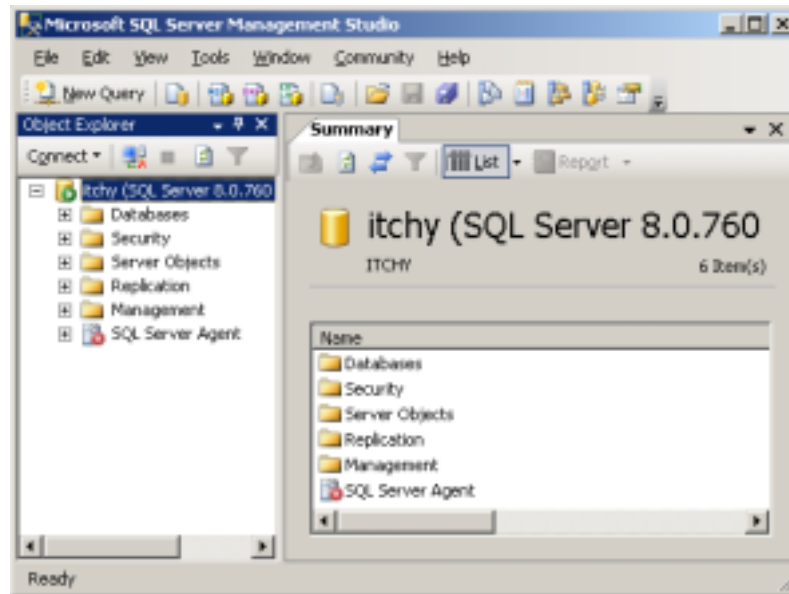 Microsoft SQL Server Management Studio
File Edit View Tools Window Community Help
New Query
Object Explorer
Connect
itchy (SQL Server 8.0.760
Databases
Security
Server Objects
Replication
Management
SQL Server Agent
Summary
List Report
itchy (SQL Server 8.0.760
ITCHY 6 Item(s)
Name
Databases
Security
Server Objects
Replication
Management
SQL Server Agent
Ready